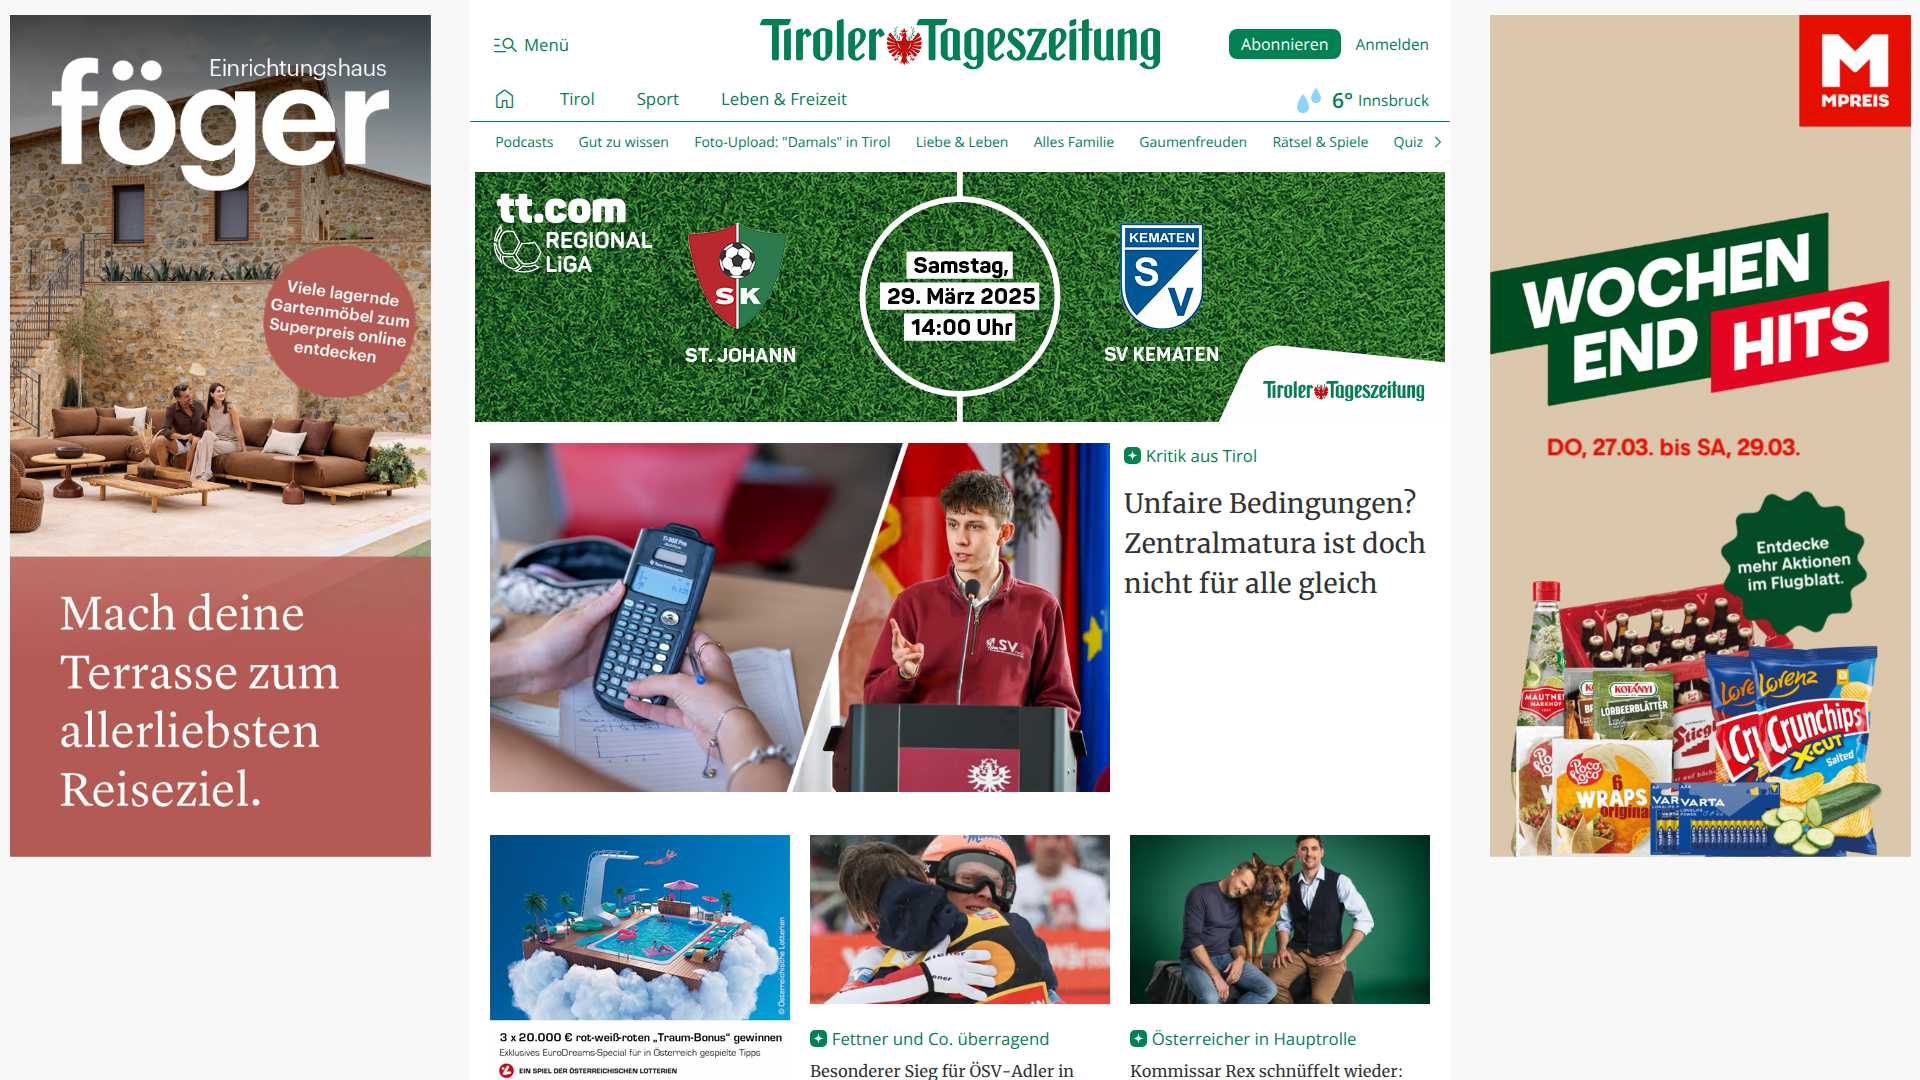 Einrichtungshaus
föger
Viele lagernde
Gartenmöbel zum
Superpreis online
entdecken
Mach deine
Terrasse zum
allerliebsten
Reiseziel.
Menü
Tiroler Tageszeitung
Abonnieren
Anmelden
Tirol
Sport
Leben & Freizeit
6° Innsbruck
Podcasts
Gut zu wissen
Foto-Upload: "Damals" in Tirol
Liebe & Leben
Alles Familie
Gaumenfreuden
Rätsel & Spiele
Quiz
tt.com
REGIONAL
LiGA
SK
ST. JOHANN
Samstag,
29. März 2025
14:00 Uhr
KEMATEN
S
V
SV KEMATEN
Tiroler Tageszeitung
Kritik aus Tirol
Unfaire Bedingungen?
Zentralmatura ist doch
nicht für alle gleich
LSV
© Österreichische Lotterien
3 x 20.000 € rot-weiß-roten „Traum-Bonus“ gewinnen
Exklusives EuroDreams-Special für in Österreich gespielte Tipps
EIN SPIEL DER ÖSTERREICHISCHEN LOTTERIEN
Fettner und Co. überragend
Besonderer Sieg für ÖSV-Adler in
Österreicher in Hauptrolle
Kommissar Rex schnüffelt wieder:
M
MPREIS
WOCHEN
END HITS
DO, 27.03. bis SA, 29.03.
Entdecke
mehr Aktionen
im Flugblatt.
KOTÁNYI
LORBEERBLÄTTER
Lorenz
Crunchips
X-CUT
Salted
Poco
Loco
6
WRAPS
original
VARTA